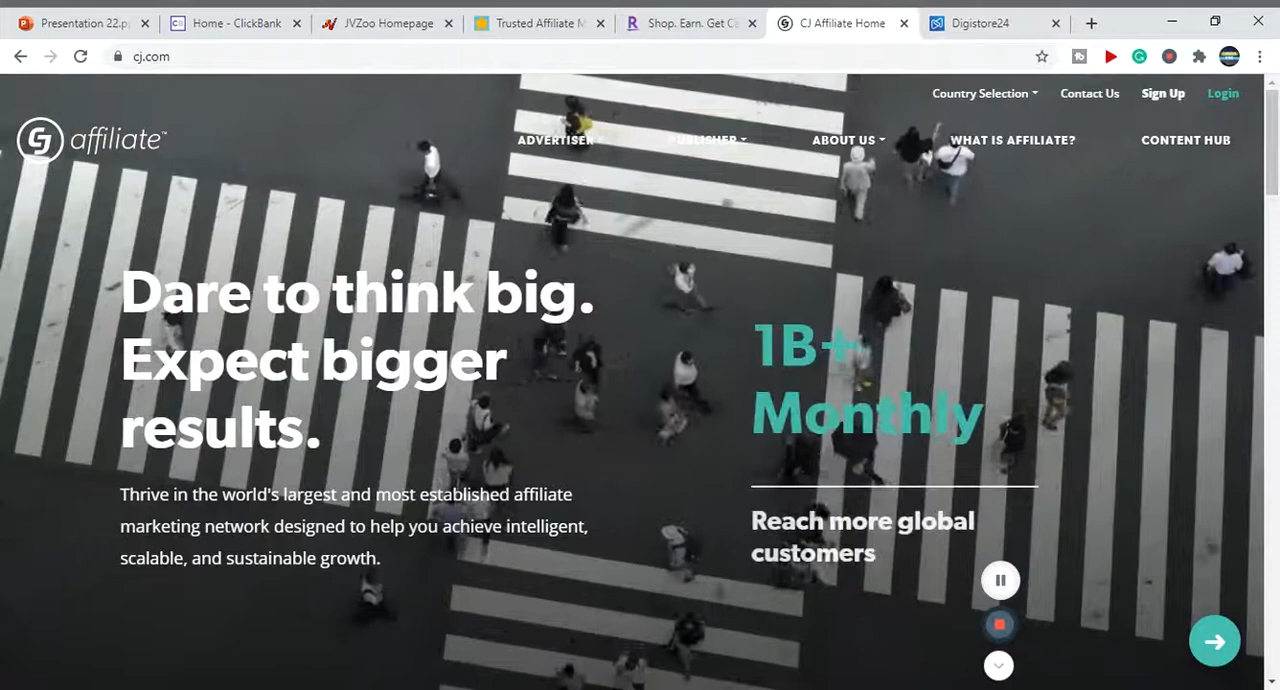 Presentation 22.p
Home - ClickBank
JVZoo Homepage
Trusted Affiliate M
Shop. Earn. Get C
CJ Affiliate Home
Digistore24
cj.com
Country Selection
Contact Us
Sign Up
Login
CJ affiliate™
ADVERTISER
PUBLISHER
ABOUT US
WHAT IS AFFILIATE?
CONTENT HUB
Dare to think big.
Expect bigger
results.
1B+
Monthly
Thrive in the world's largest and most established affiliate
marketing network designed to help you achieve intelligent,
scalable, and sustainable growth.
Reach more global
customers